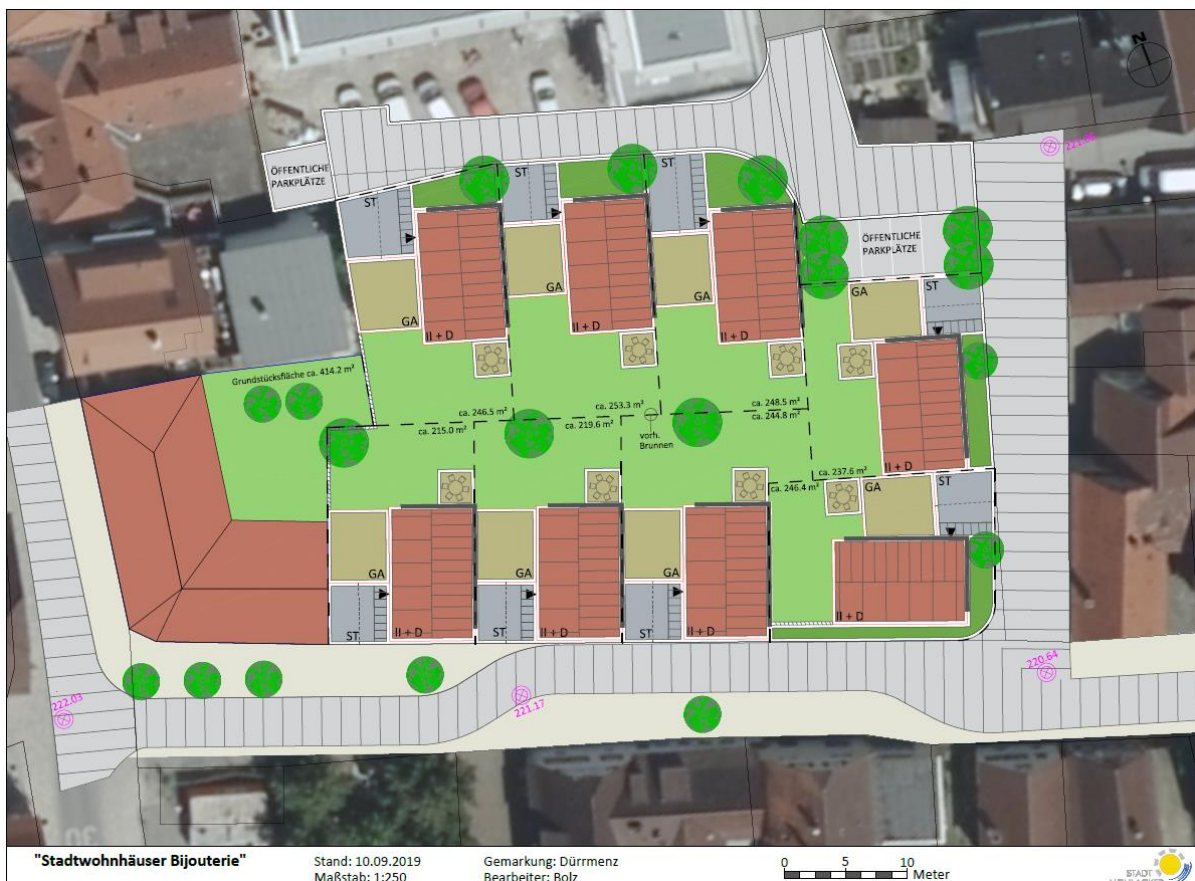 N
ÖFFENTLICHE
PARKPLÄTZE
ST
ST
ST
221.05
ÖFFENTLICHE
PARKPLÄTZE
GA
GA
GA
GA
ST
II + D
II + D
II + D
Grundstücksfläche ca. 414.2 m²
ca. 246.5 m²
ca. 253.3 m²
ca. 248.5 m²
ca. 215.0 m²
ca. 219.6 m²
ca. 244.8 m²
vorh.
Brunnen
ca. 237.6 m²
II + D
ca. 246.4 m²
GA
ST
GA
GA
GA
ST
II + D
ST
II + D
ST
II + D
II + D
222.03
221.17
220.64
30
"Stadtwohnhäuser Bijouterie"
Stand: 10.09.2019
Gemarkung: Dürrmenz
Maßstab: 1:250
Bearbeiter: Bolz
0 5 10
Meter
STADT